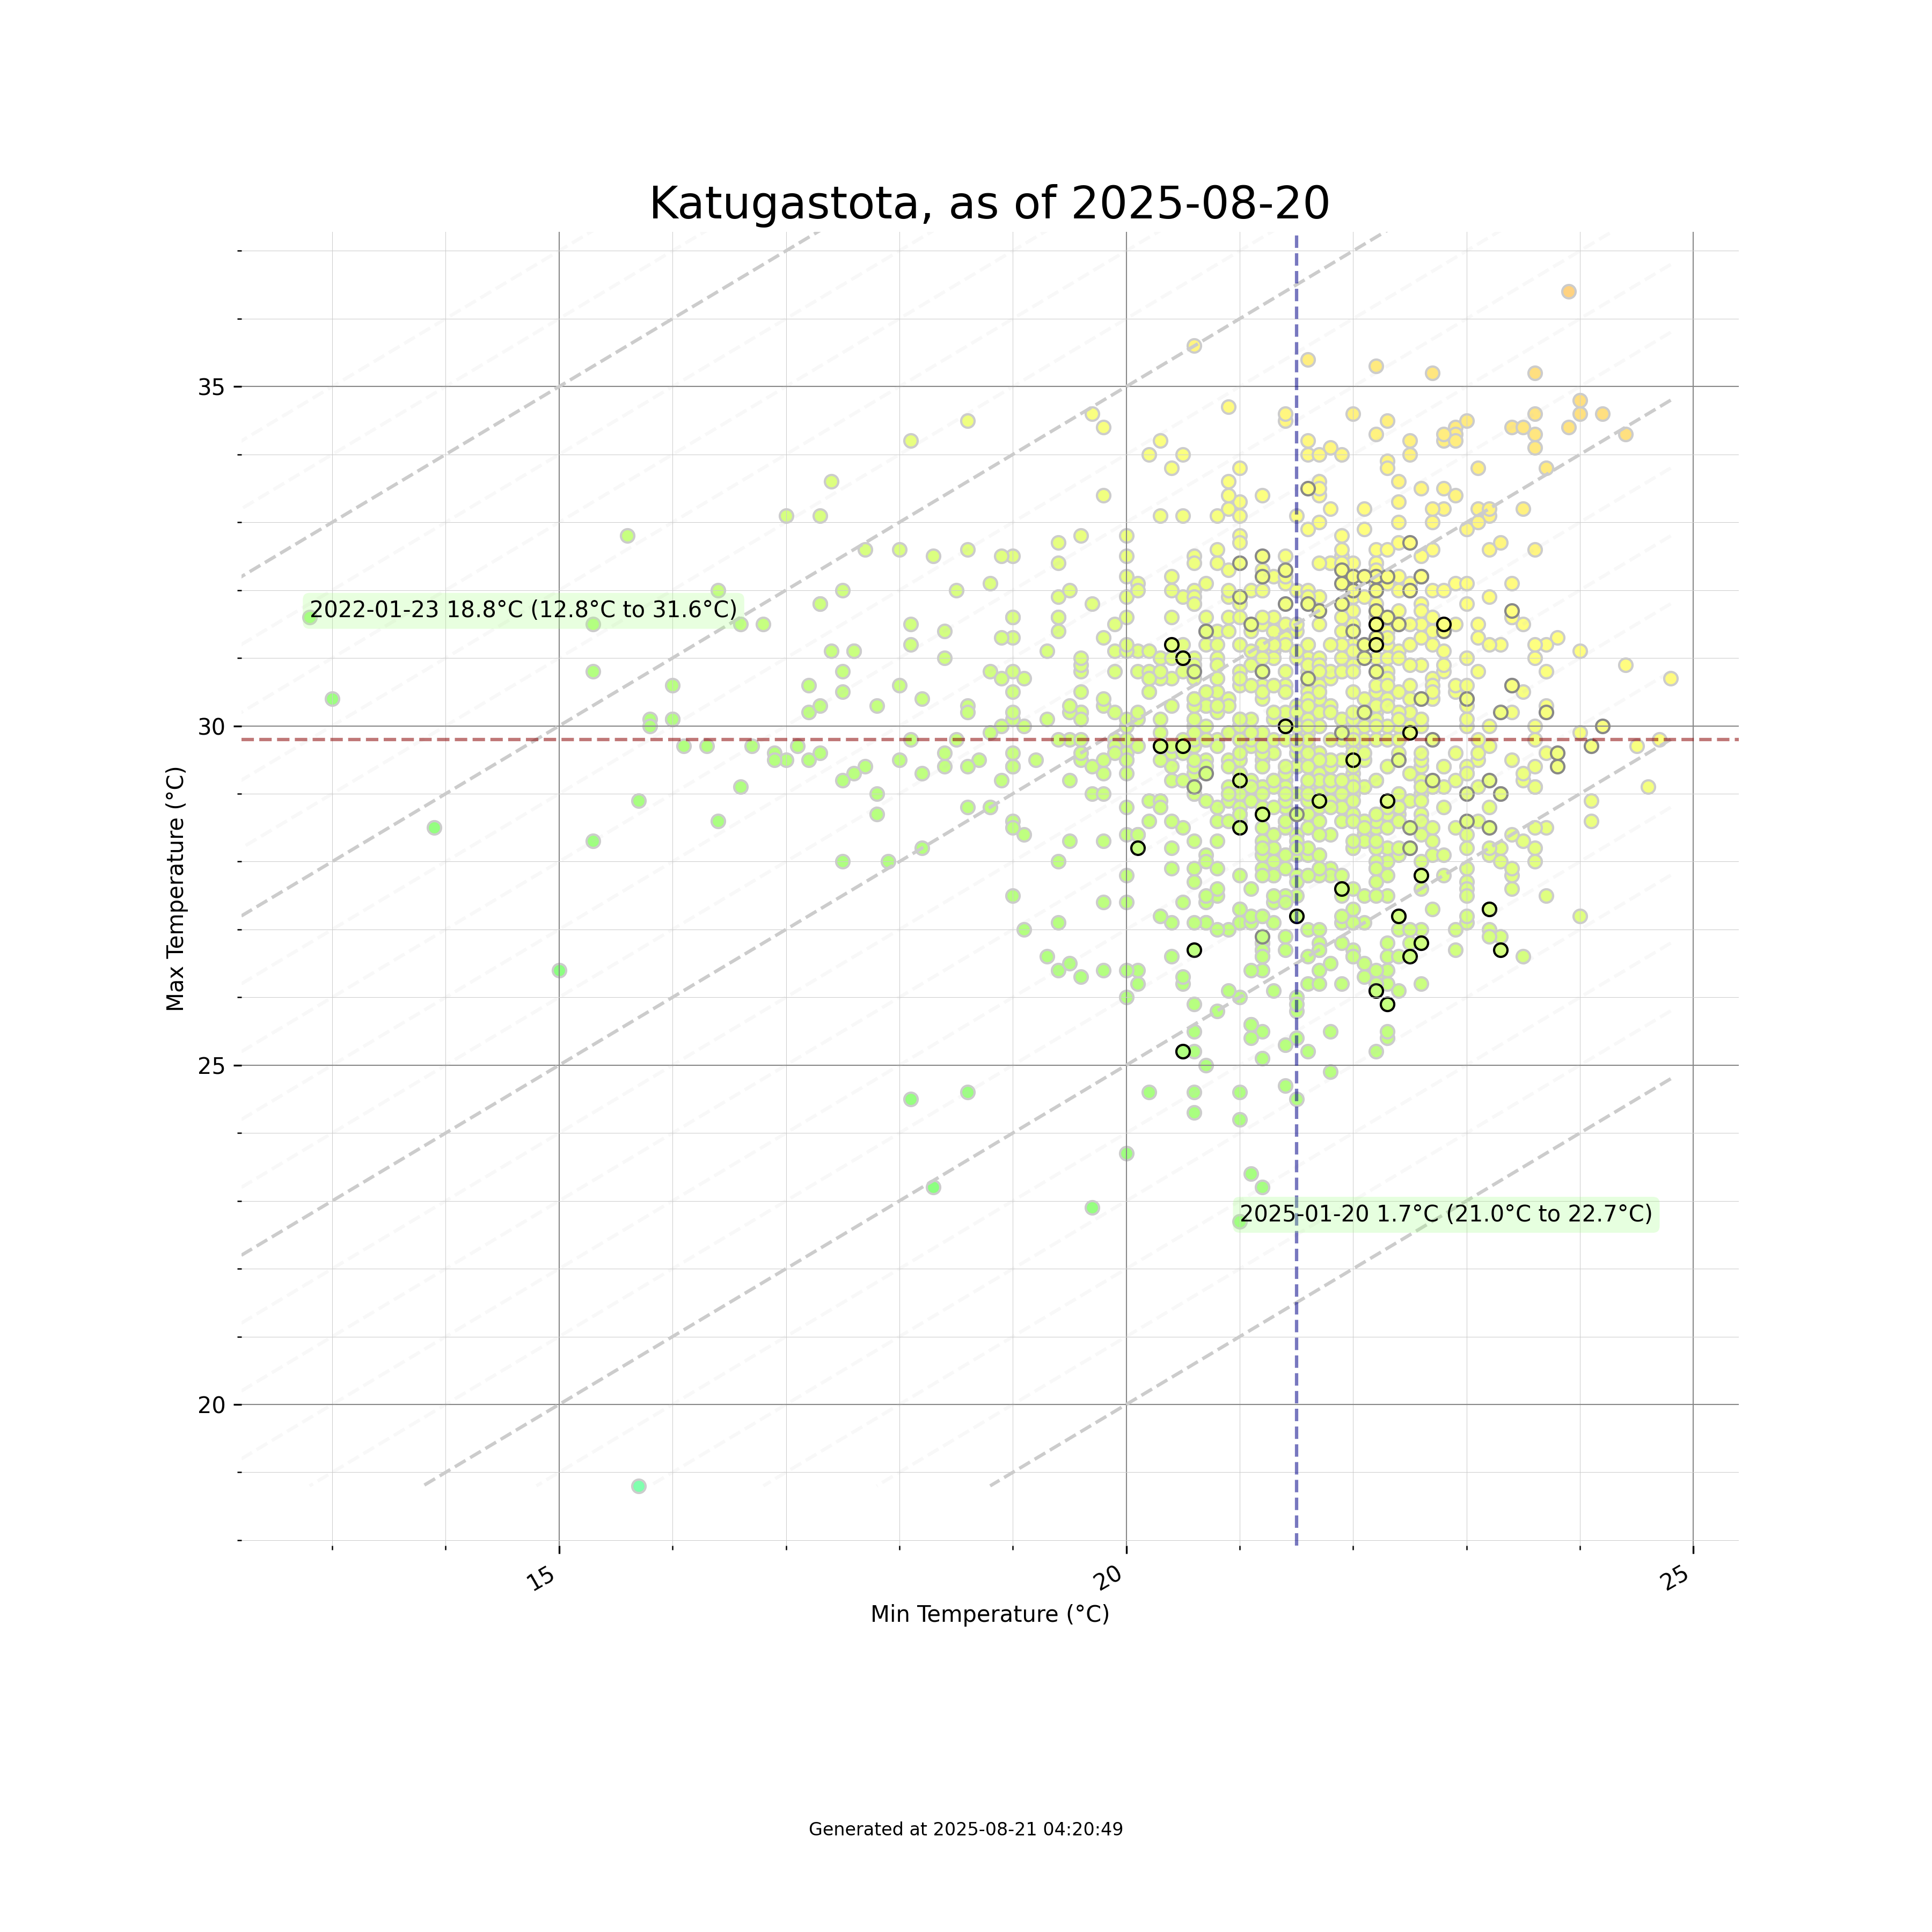 Katugastota, as of 2025-08-20
35
2022-01-23 18.8°C (12.8°C to 31.6°C)
30
Max Temperature (°C)
25
2025-01-20 1.7°C (21.0°C to 22.7°C)
20
15
20
25
Min Temperature (°C)
Generated at 2025-08-21 04:20:49